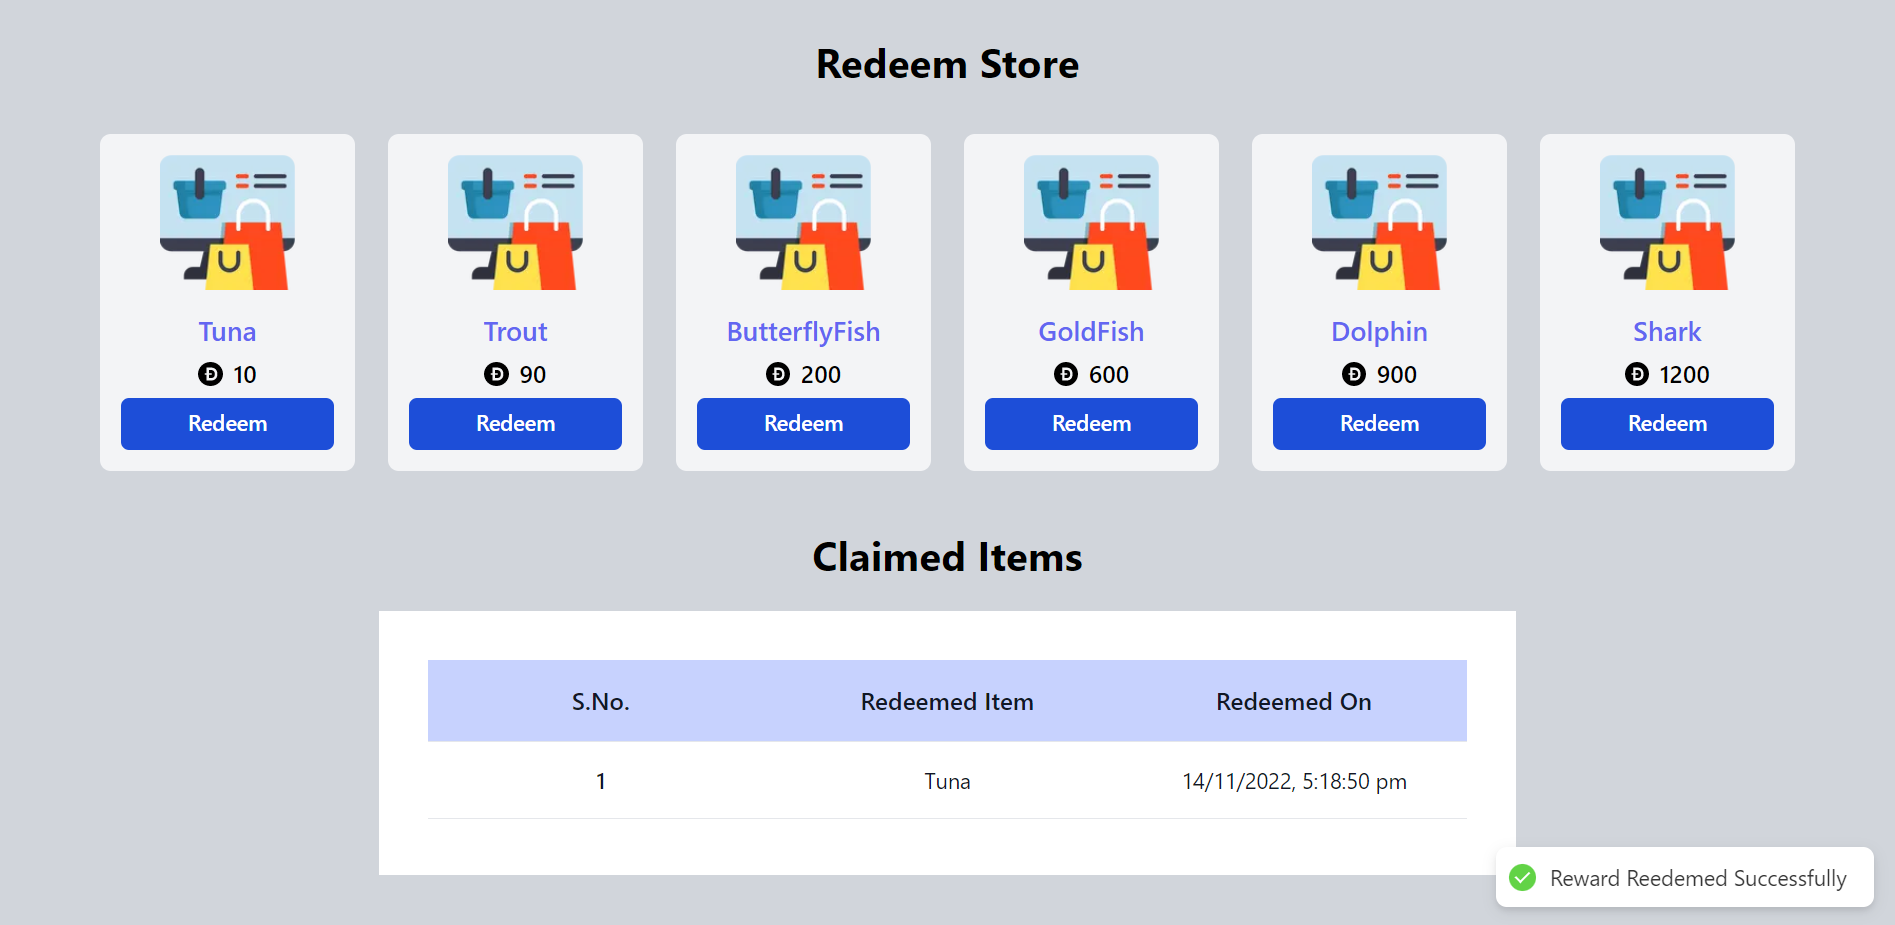 Redeem Store
Tuna
Trout
ButterflyFish
GoldFish
Dolphin
Shark
10
90
200
600
900
1200
Redeem
Redeem
Redeem
Redeem
Redeem
Redeem
Claimed Items
S.No. Redeemed Item Redeemed On
1 Tuna 14/11/2022, 5:18:50 pm
Reward Reedemed Successfully